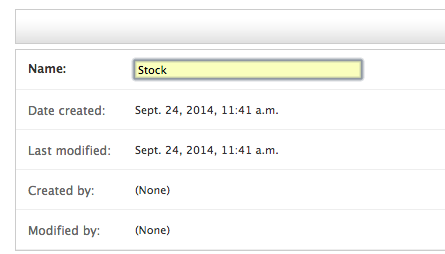 Name: Stock
Date created: Sept. 24, 2014, 11:41 a.m.
Last modified: Sept. 24, 2014, 11:41 a.m.
Created by: (None)
Modified by: (None)